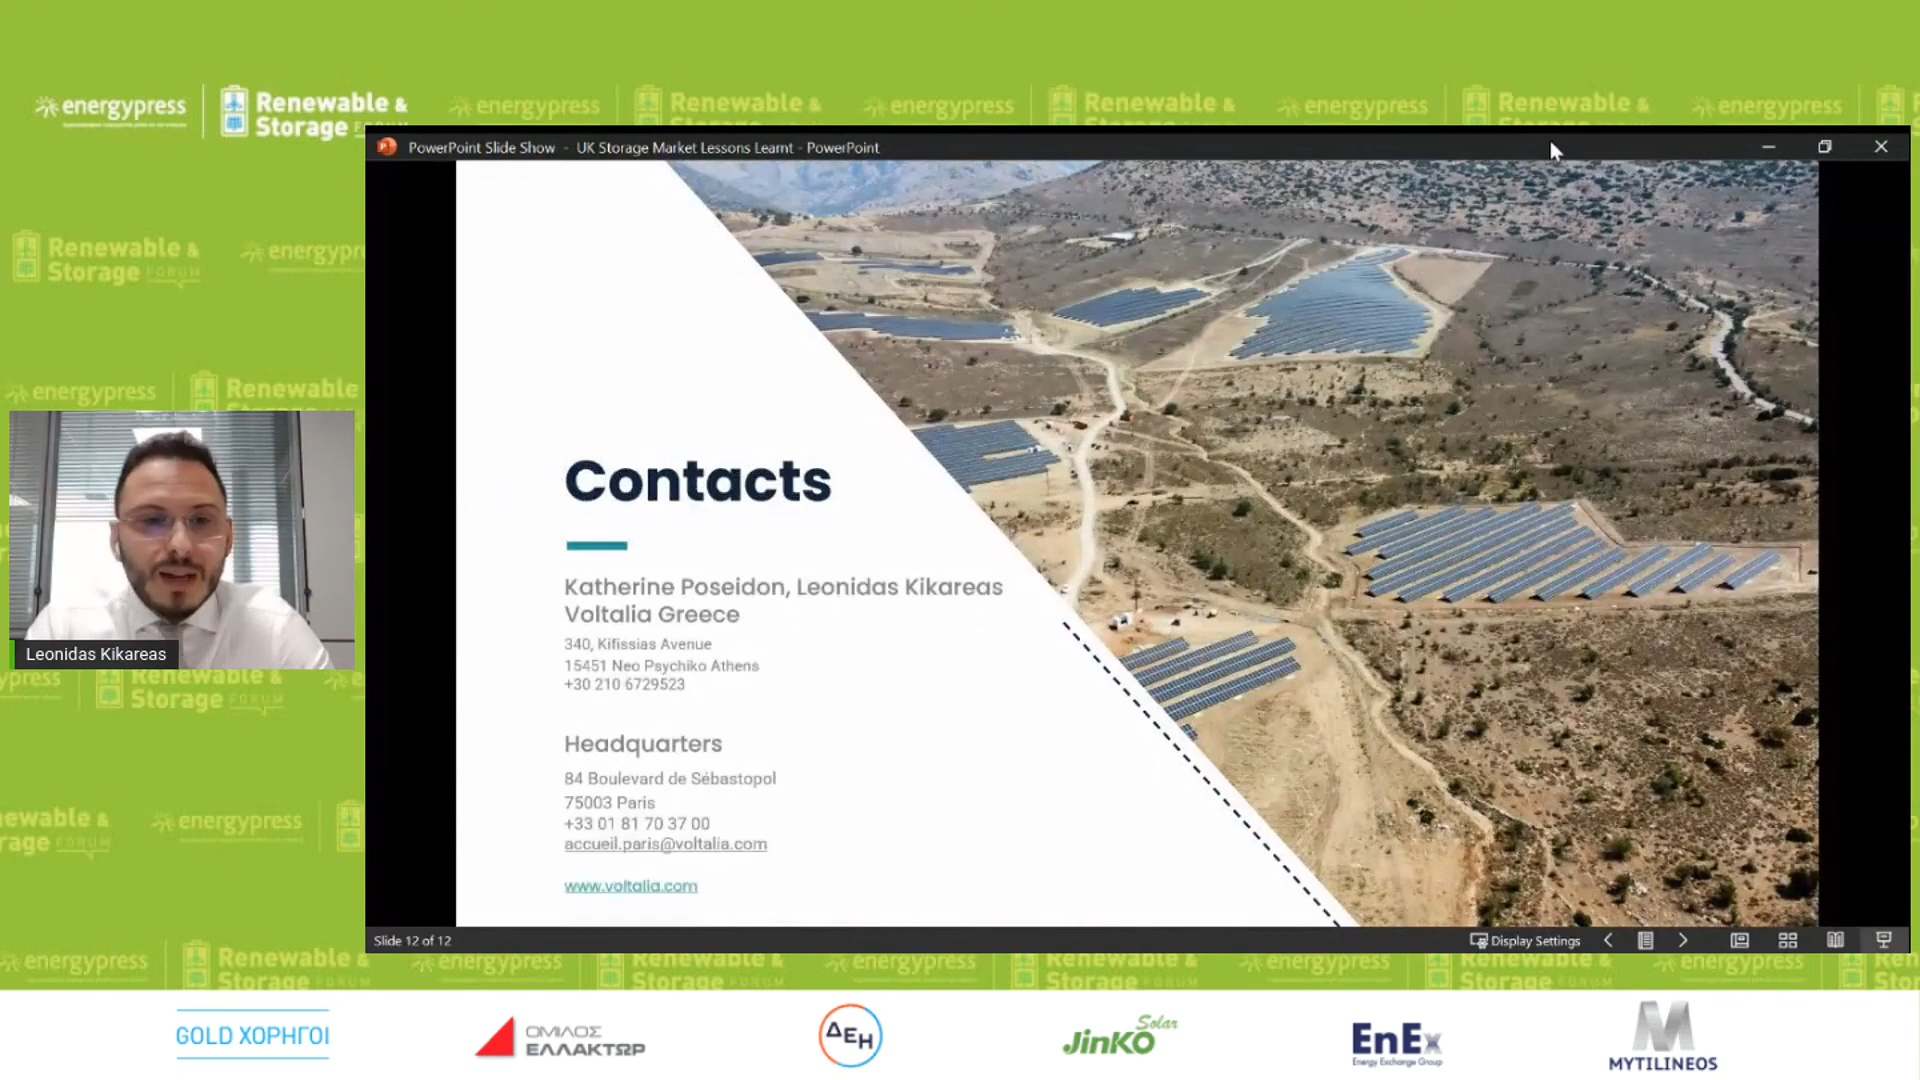 energypress
Renewable &
Storage FORUM
PowerPoint Slide Show - UK Storage Market Lessons Learnt - PowerPoint
Contacts
Katherine Poseidon, Leonidas Kikareas
Voltalia Greece
340, Kifissias Avenue
15451 Neo Psychiko Athens
+30 210 6729523
Headquarters
84 Boulevard de Sébastopol
75003 Paris
+33 01 81 70 37 00
accueil.paris@voltalia.com
www.voltalia.com
Leonidas Kikareas
Slide 12 of 12
Display Settings
GOLD ΧΟΡΗΓΟΙ
ΟΜΙΛΟΣ
ΕΛΛΑΚΤΩΡ
ΔΕΗ
JinKO Solar
EnEx
Energy Exchange Group
MYTILINEOS